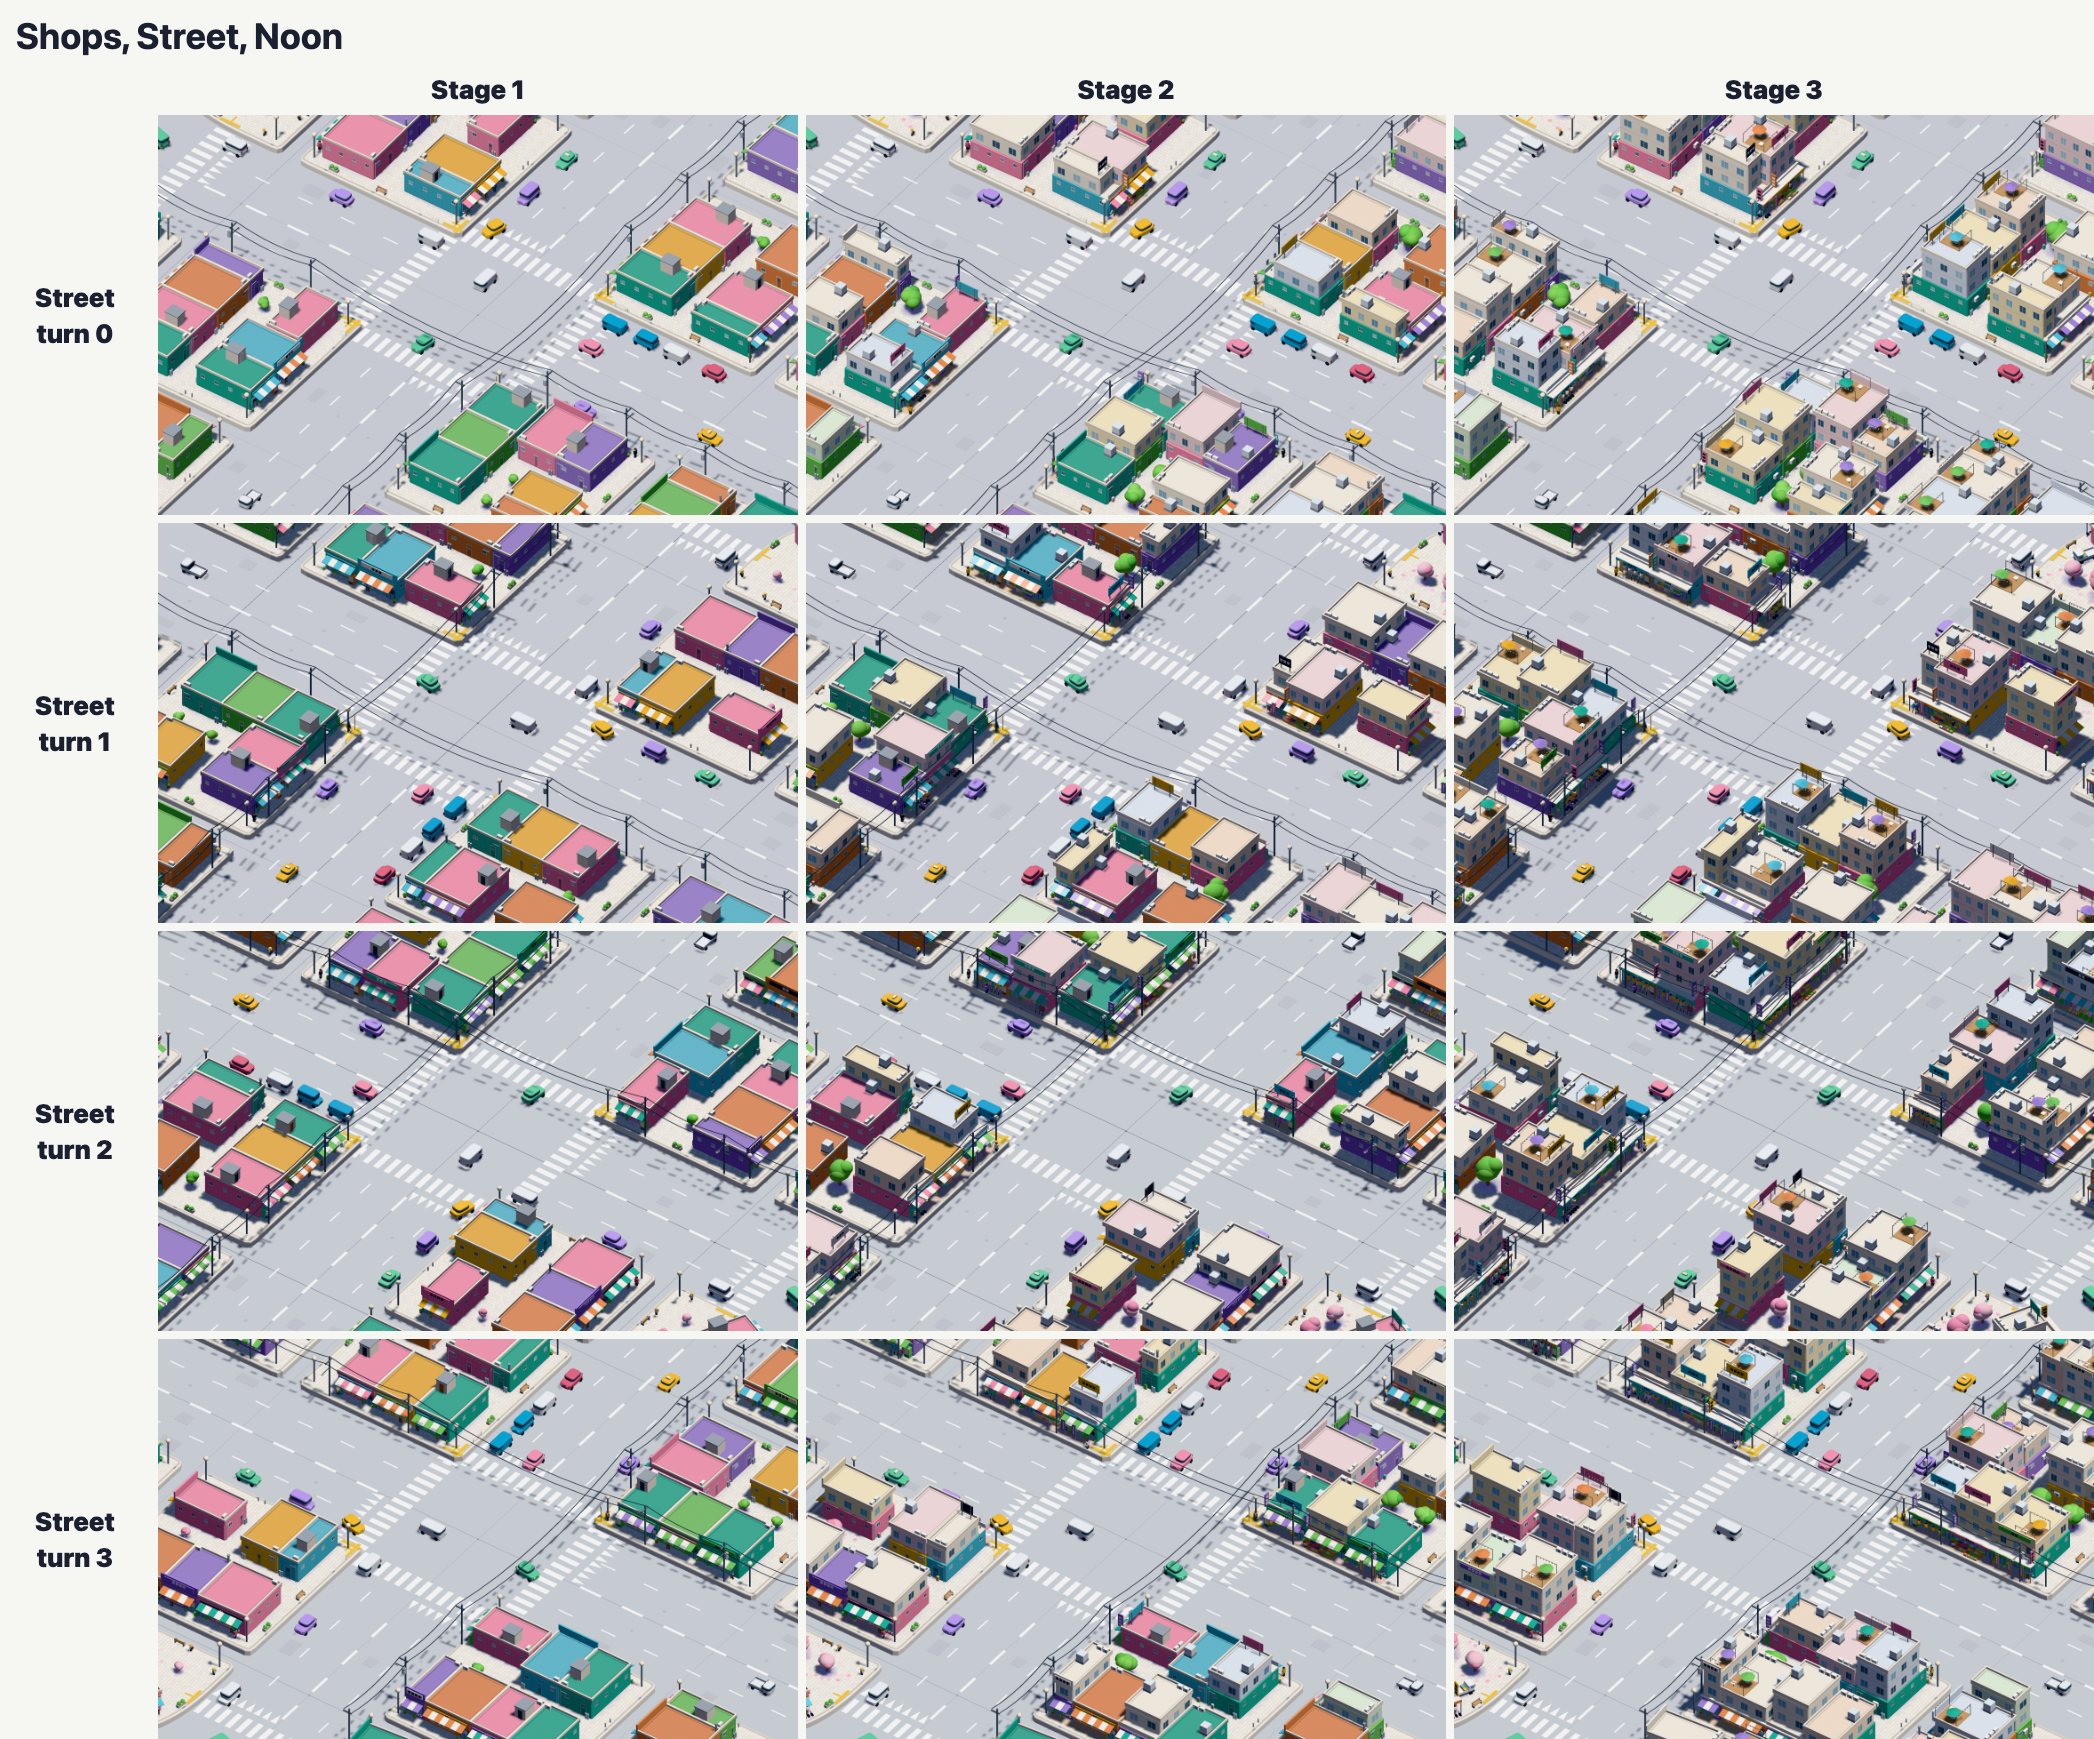 Shops, Street, Noon
Stage 1
Stage 2
Stage 3
Street
turn 0
Street
turn 1
Street
turn 2
Street
turn 3